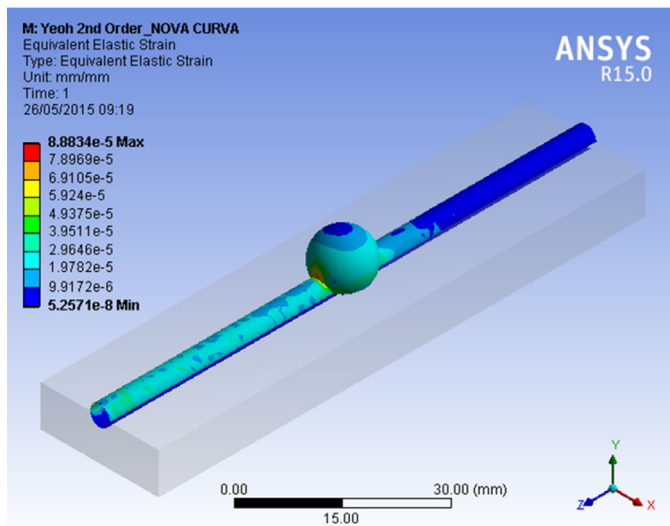 M: Yeoh 2nd Order_NOVA CURVA
Equivalent Elastic Strain
Type: Equivalent Elastic Strain
Unit: mm/mm
Time: 1
26/05/2015 09:19
ANSYS
R15.0
8.8834e-5 Max
7.8969e-5
6.9105e-5
5.924e-5
4.9375e-5
3.9511e-5
2.9646e-5
1.9782e-5
9.9172e-6
5.2571e-8 Min
0.00 30.00 (mm)
15.00
Y
Z X